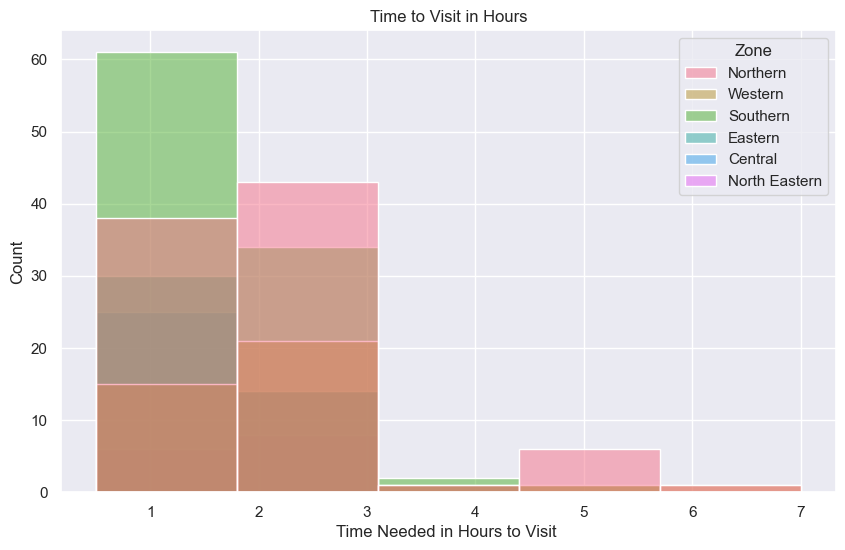 Time to Visit in Hours
Zone
Northern
Western
Southern
Eastern
Central
North Eastern
60
50
40
30
20
10
0
Count
1 2 3 4 5 6 7
Time Needed in Hours to Visit